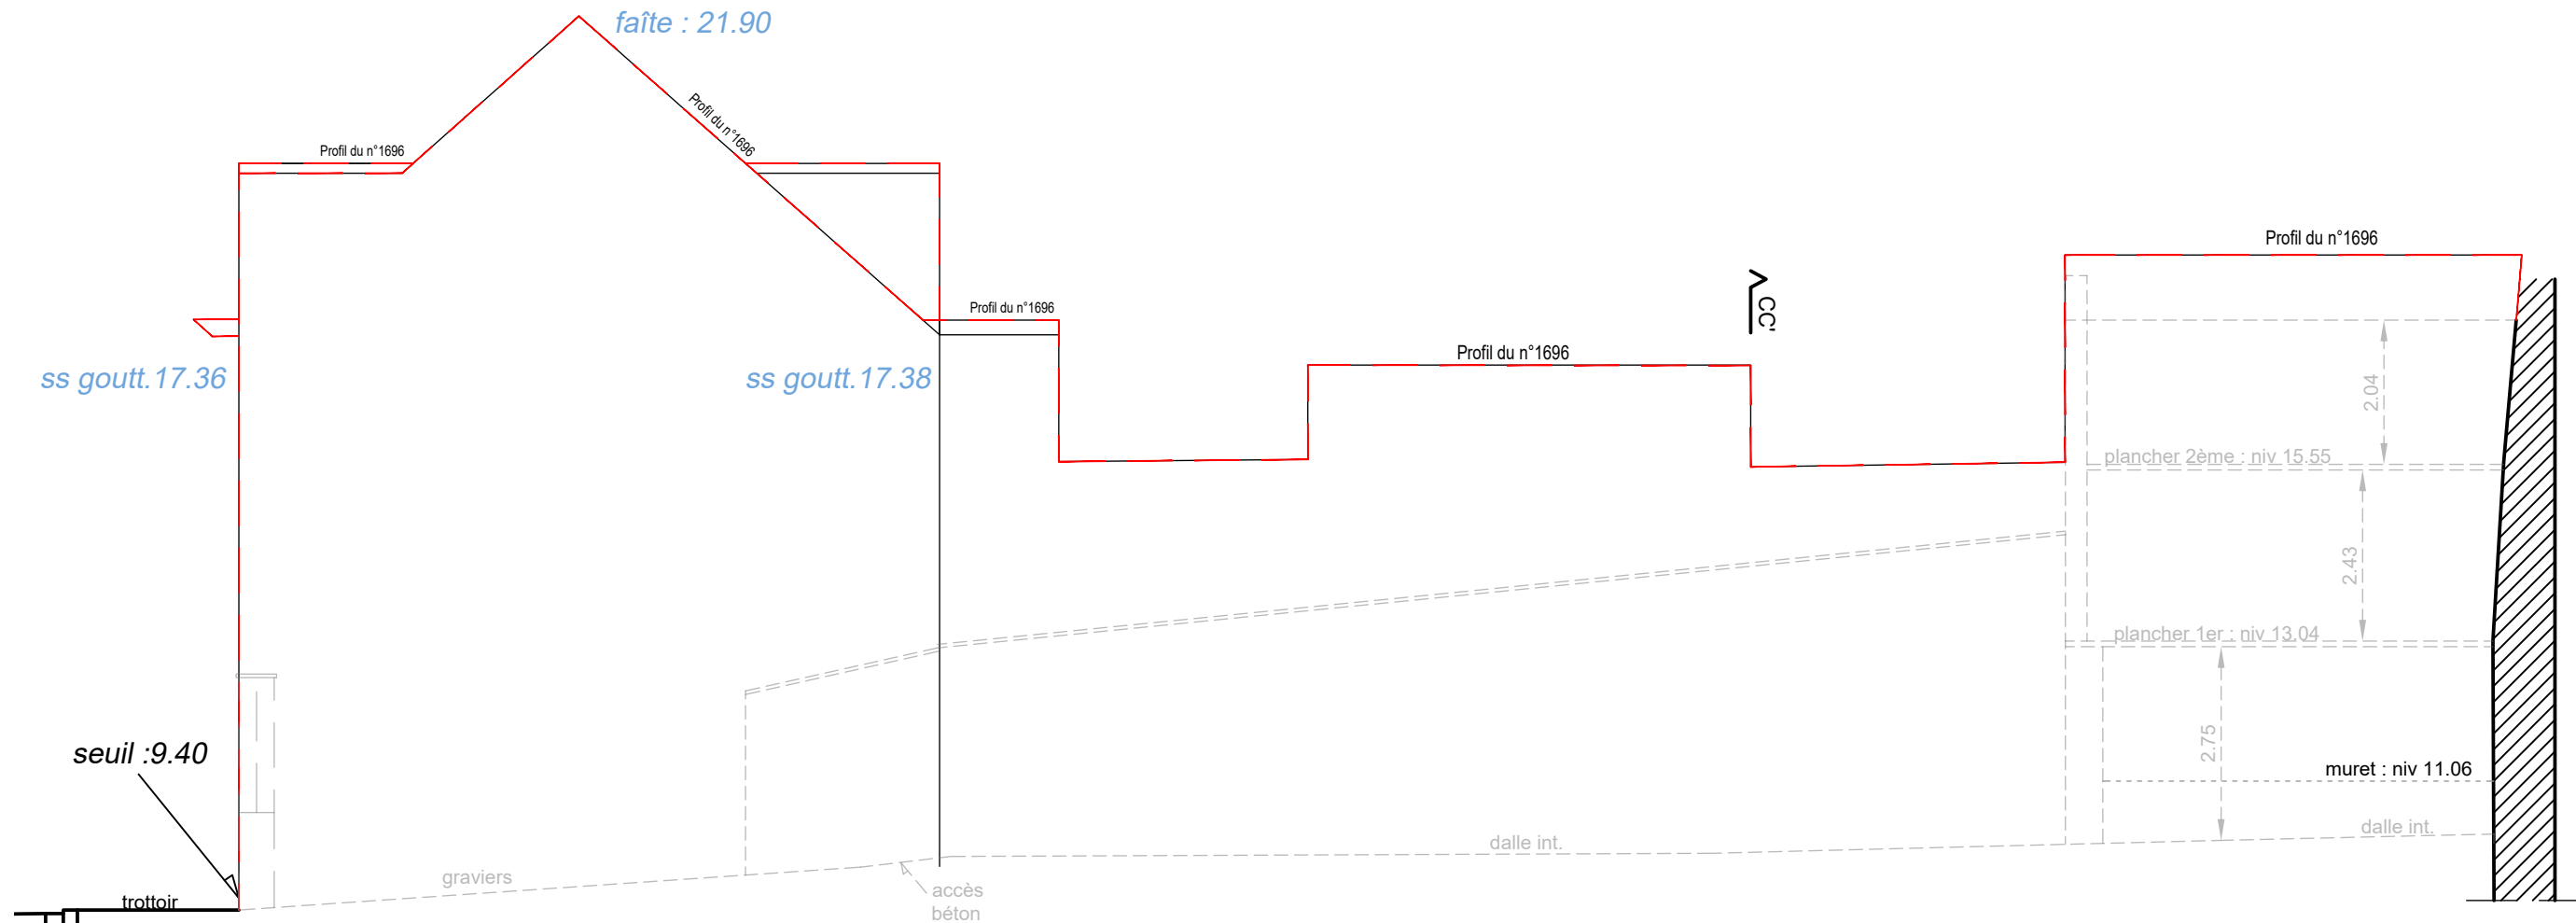 faîte : 21.90
Profil du n°1696
Profil du n°1696
Profil du n°1696
Profil du n°1696
CC'
Profil du n°1696
ss goutt.17.36
ss goutt.17.38
2.04
plancher 2ème : niv 15.55
2.43
plancher 1er : niv 13.04
2.75
seuil :9.40
muret : niv 11.06
dalle int.
dalle int.
graviers
accès
béton
trottoir